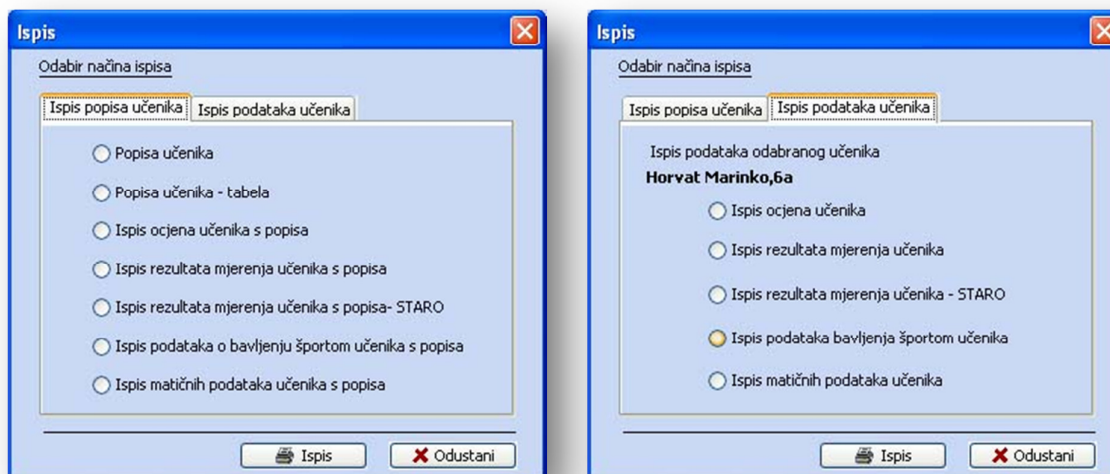 Ispis
Odabir načina ispisa
Ispis popisa učenika
Ispis podataka učenika
Popisa učenika
Popisa učenika - tabela
Ispis ocjena učenika s popisa
Ispis rezultata mjerenja učenika s popisa
Ispis rezultata mjerenja učenika s popisa- STARO
Ispis podataka o bavljenju športom učenika s popisa
Ispis matičnih podataka učenika s popisa
Ispis
Odustani
Ispis
Odabir načina ispisa
Ispis popisa učenika
Ispis podataka učenika
Ispis podataka odabranog učenika
Horvat Marinko,6a
Ispis ocjena učenika
Ispis rezultata mjerenja učenika
Ispis rezultata mjerenja učenika - STARO
Ispis podataka bavljenja športom učenika
Ispis matičnih podataka učenika
Ispis
Odustani